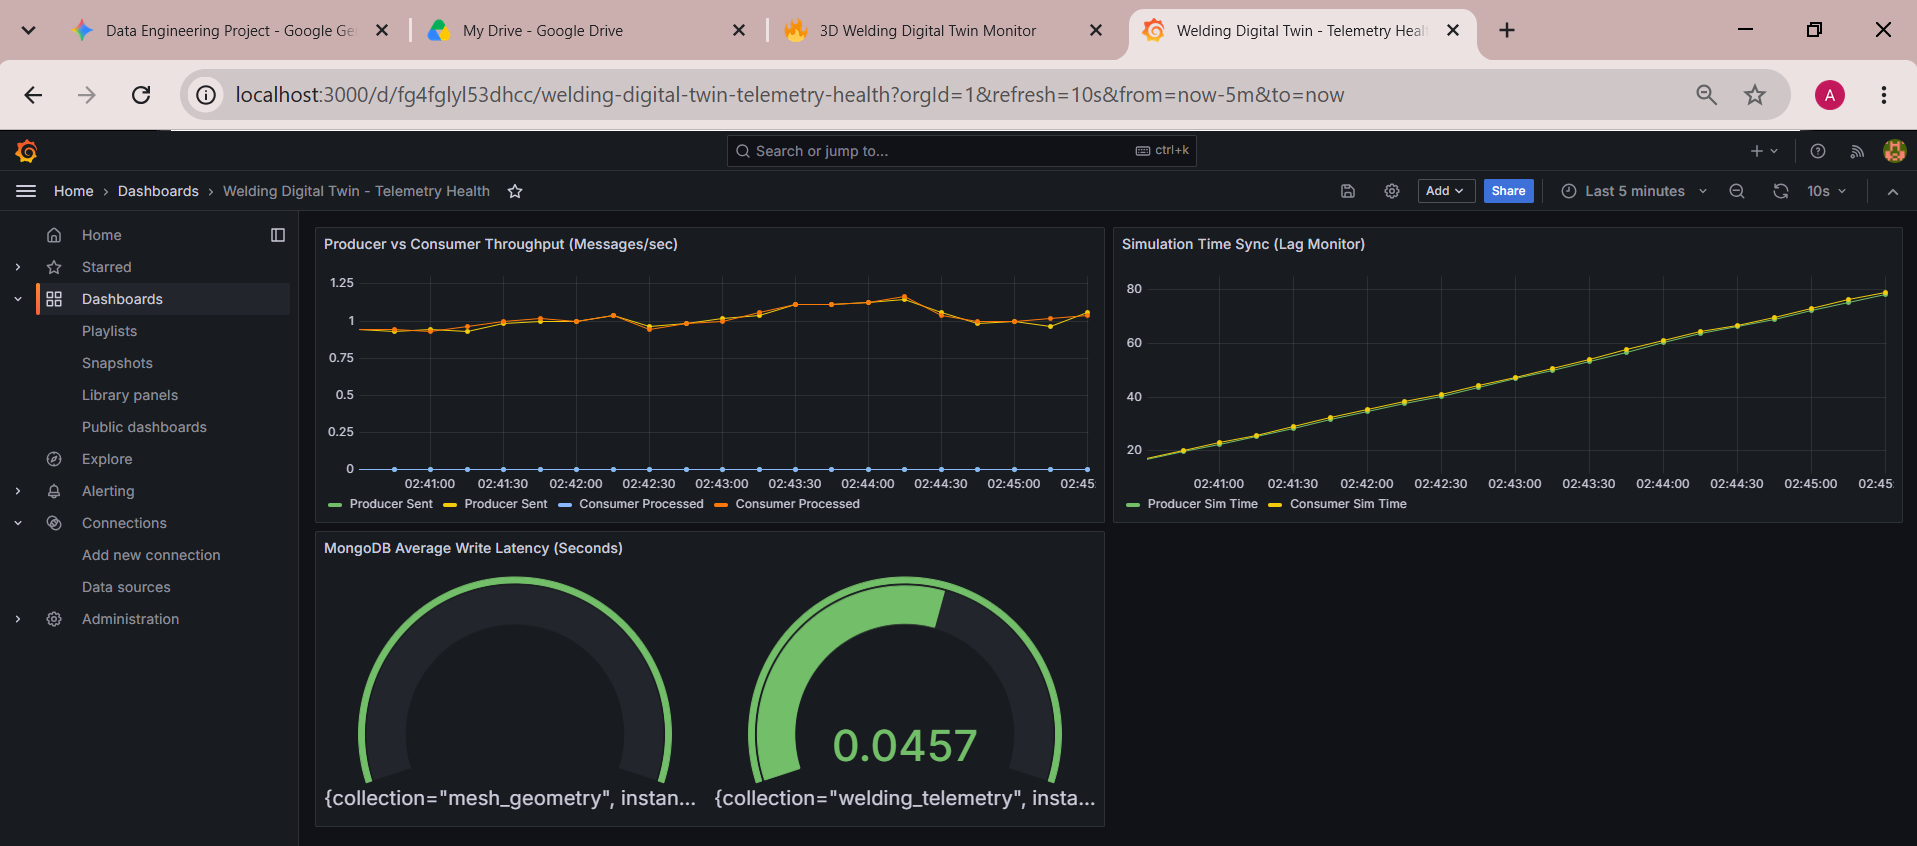 Data Engineering Project - Google Ge
My Drive - Google Drive
3D Welding Digital Twin Monitor
Welding Digital Twin - Telemetry Heal
localhost:3000/d/fg4fglyl53dhcc/welding-digital-twin-telemetry-health?orgId=1&refresh=10s&from=now-5m&to=now
A
Search or jump to...
ctrl+k
Home › Dashboards › Welding Digital Twin - Telemetry Health
Add
Share
Last 5 minutes
10s
Home
Starred
Dashboards
Playlists
Snapshots
Library panels
Public dashboards
Explore
Alerting
Connections
Add new connection
Data sources
Administration
Producer vs Consumer Throughput (Messages/sec)
1.25
1
0.75
0.5
0.25
0
02:41:00 02:41:30 02:42:00 02:42:30 02:43:00 02:43:30 02:44:00 02:44:30 02:45:00 02:45:
Producer Sent Producer Sent Consumer Processed Consumer Processed
Simulation Time Sync (Lag Monitor)
80
60
40
20
02:41:00 02:41:30 02:42:00 02:42:30 02:43:00 02:43:30 02:44:00 02:44:30 02:45:00 02:45:
Producer Sim Time Consumer Sim Time
MongoDB Average Write Latency (Seconds)
0.0457
{collection="mesh_geometry", instan...
{collection="welding_telemetry", insta...